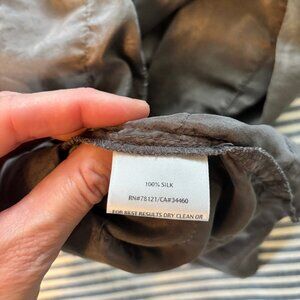 100% SILK
RN#78121/CA#34460
FOR BEST RESULTS DRY CLEAN OR